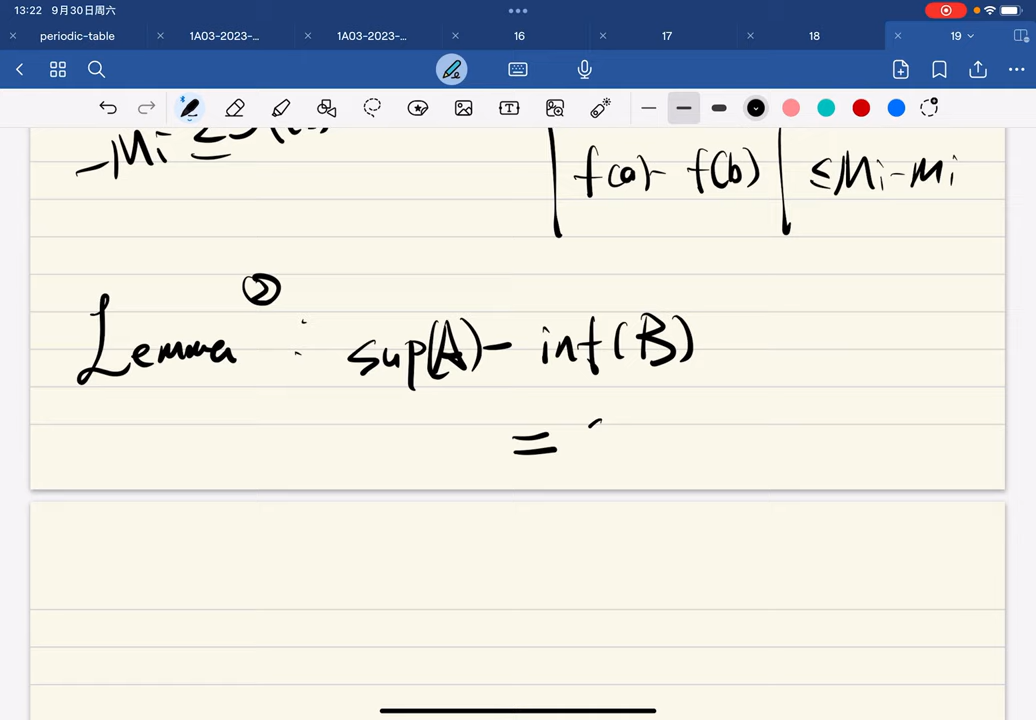 13:22 9月30日周六
periodic-table 1A03-2023-... 1A03-2023-... 16 17 18 19
|f(a)-f(b)| ≤Mi-mi
Lemma ② : sup(A)- inf(B)
=